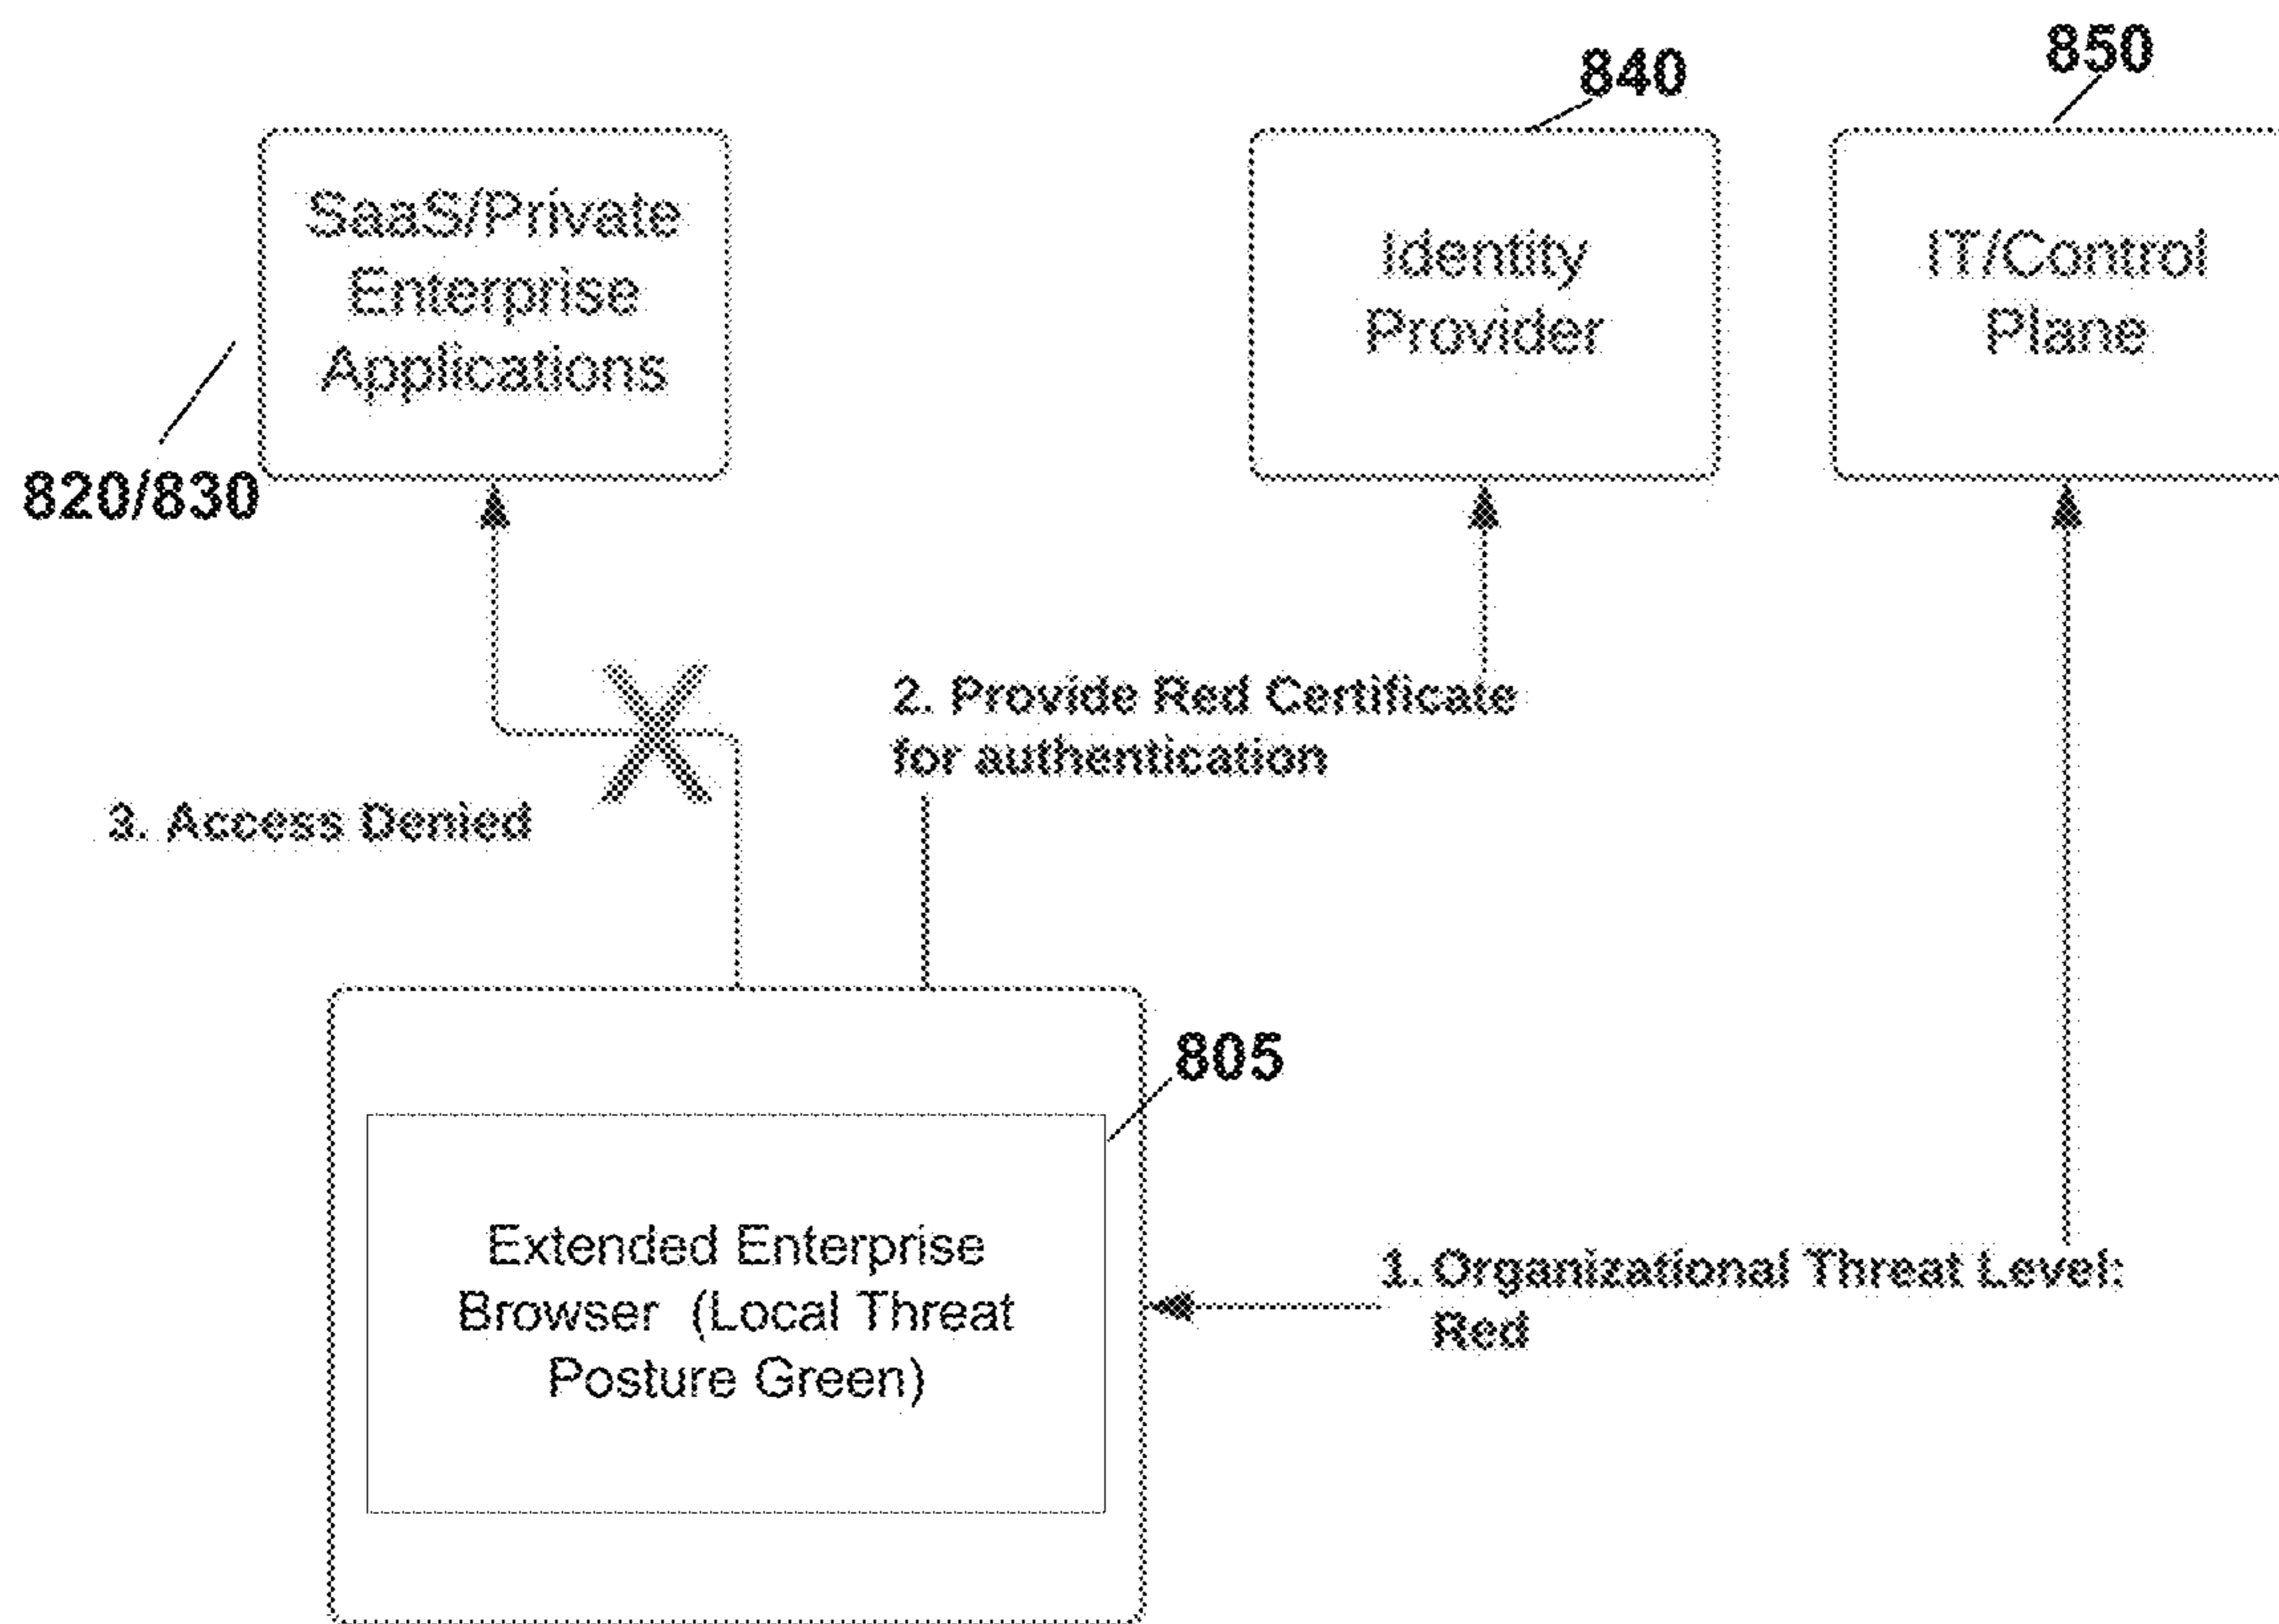 840
850
SaaS/Private
Enterprise
Applications
Identity
Provider
IT/Control
Plane
820/830
2. Provide Red Certificate
for authentication
3. Access Denied
805
Extended Enterprise
Browser (Local Threat
Posture Green)
1. Organizational Threat Level:
Red